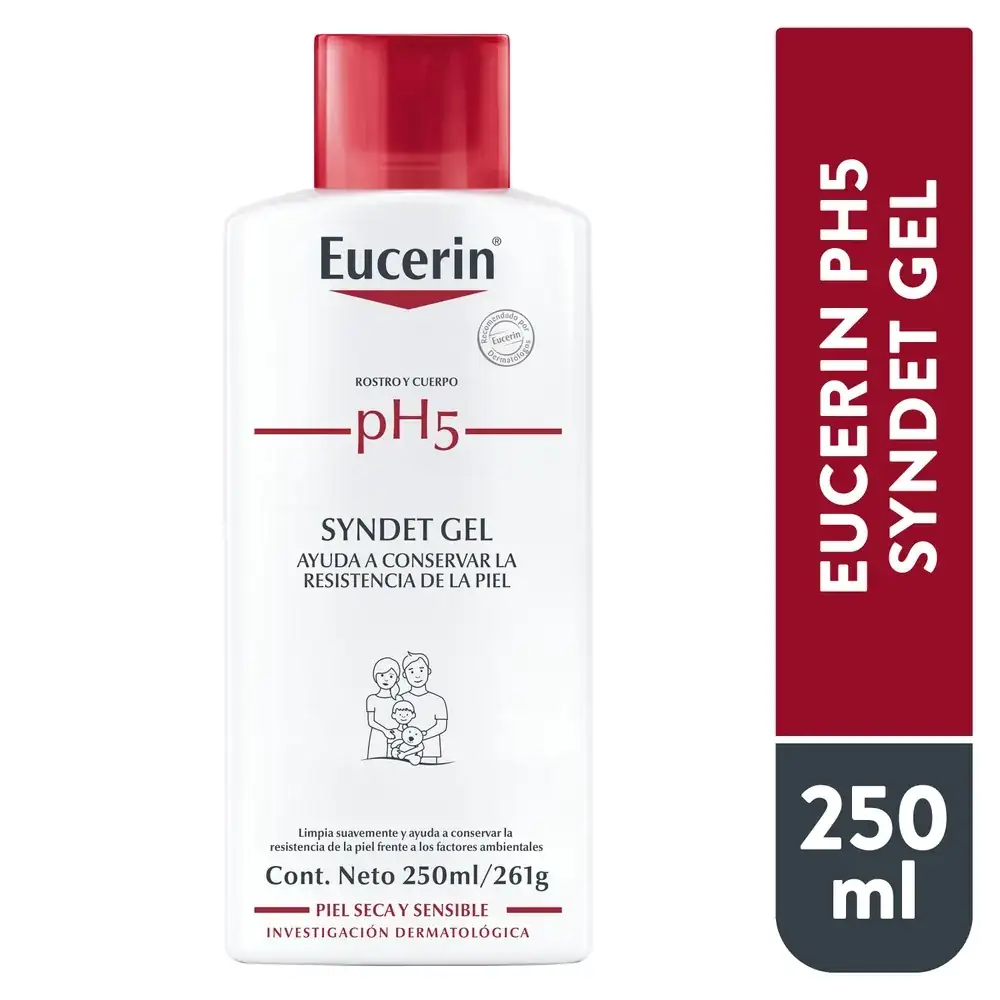 Eucerin®
Recomendado por
Eucerin
Dermatólogos
ROSTRO Y CUERPO
pH5
SYNDET GEL
AYUDA A CONSERVAR LA
RESISTENCIA DE LA PIEL
Limpia suavemente y ayuda a conservar la
resistencia de la piel frente a los factores ambientales
Cont. Neto 250ml/261g
PIEL SECA Y SENSIBLE
INVESTIGACIÓN DERMATOLÓGICA
EUCERIN PH5
SYNDET GEL
250
ml